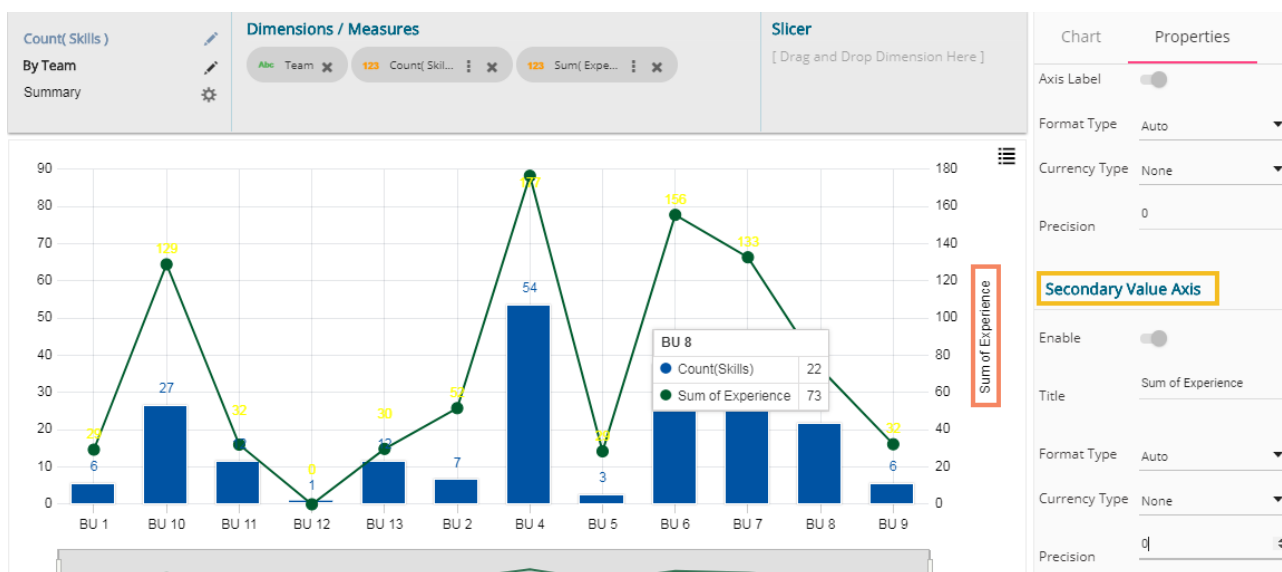 Count( Skills )
By Team
Summary
Dimensions / Measures
Abc Team
123 Count( Skil...
123 Sum( Expe...
Slicer
[ Drag and Drop Dimension Here ]
Chart Properties
Axis Label
Format Type Auto
Currency Type None
Precision 0
Secondary Value Axis
Enable
Title Sum of Experience
Format Type Auto
Currency Type None
Precision 0
90
80
70
60
50
40
30
20
10
0
29
129
32
0
30
177
156
133
32
6
27
1
7
54
3
6
BU 8
Count(Skills) 22
Sum of Experience 73
180
160
140
120
100
80
60
40
20
0
Sum of Experience
BU 1 BU 10 BU 11 BU 12 BU 13 BU 2 BU 4 BU 5 BU 6 BU 7 BU 8 BU 9